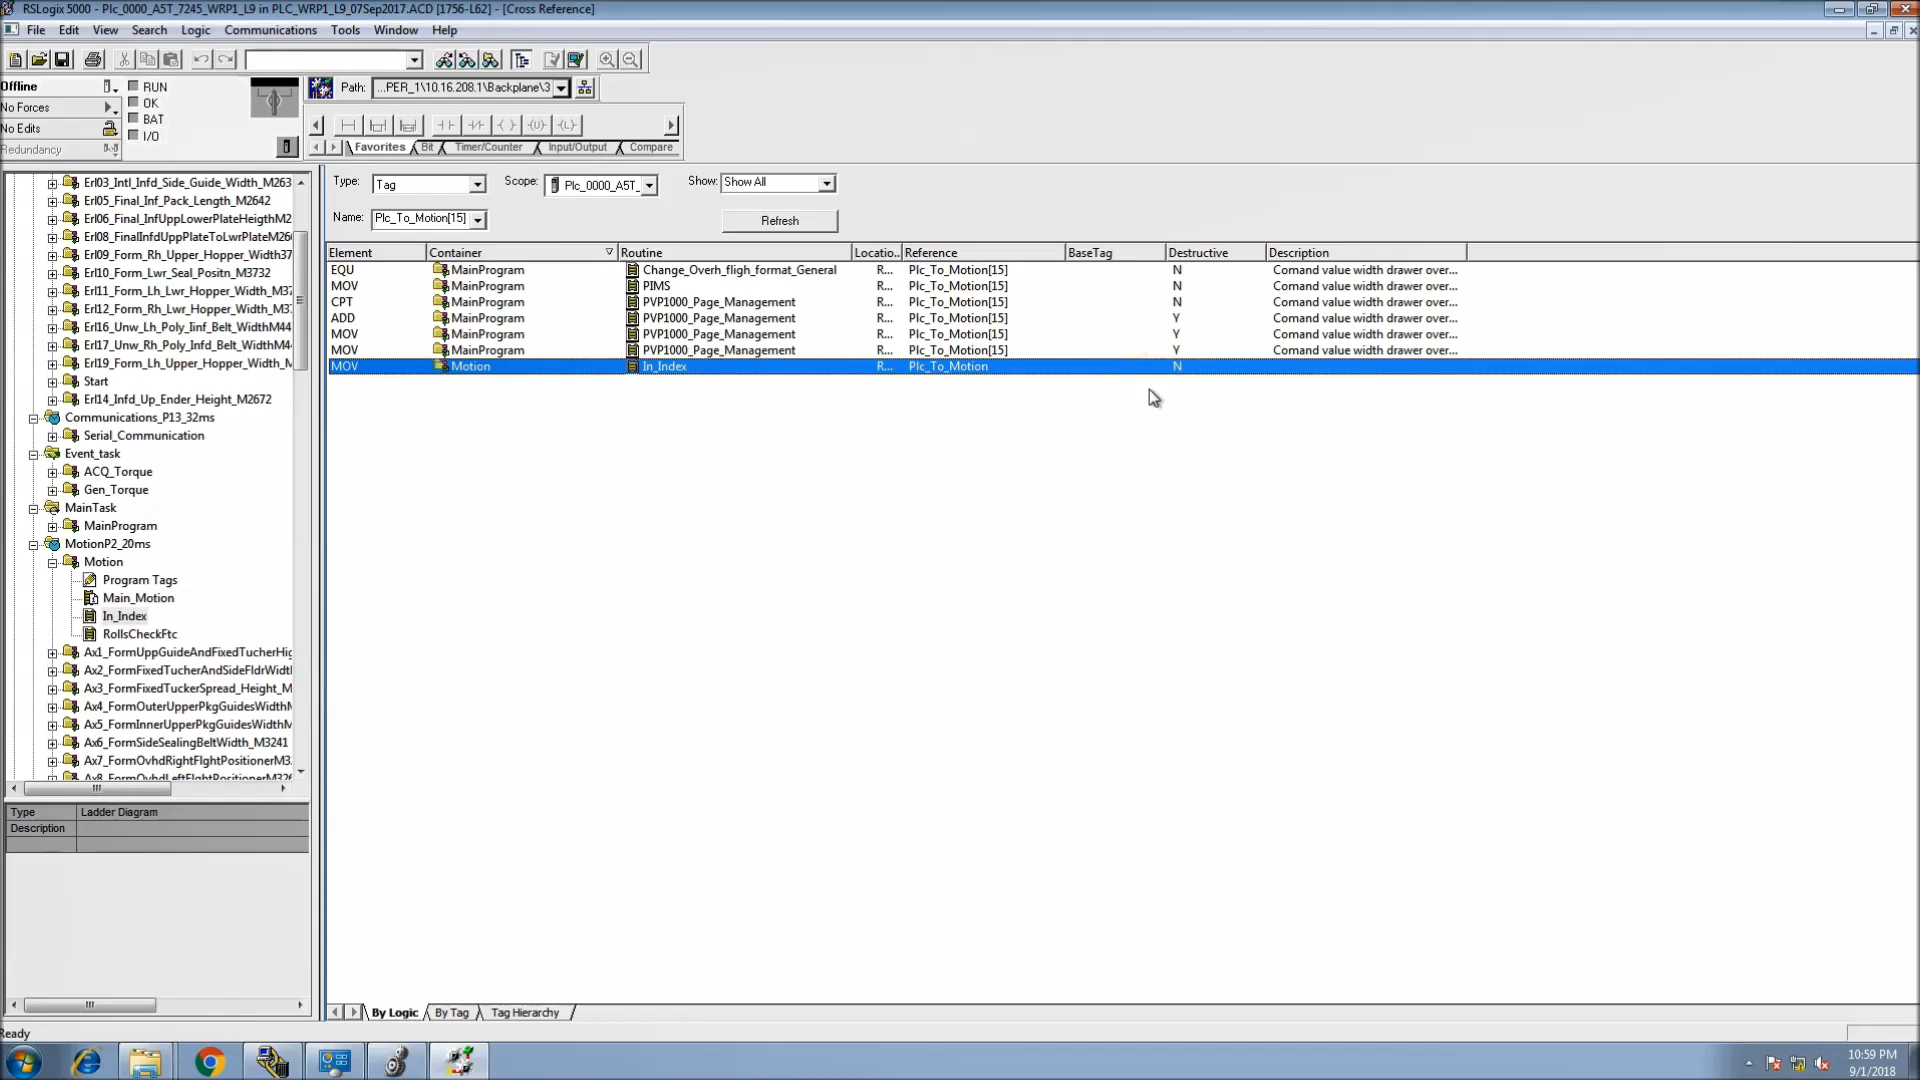 RSLogix 5000 - Plc_0000_A5T_7245_WRP1_L9 in PLC_WRP1_L9_07Sep2017.ACD [1756-L62] - [Cross Reference]
File Edit View Search Logic Communications Tools Window Help
Offline
RUN
No Forces
OK
No Edits
BAT
Redundancy
I/O
Path: ...PER_1\10.16.208.1\Backplane\3
Favorites Bit Timer/Counter Input/Output Compare
Erl03_Intl_Infd_Side_Guide_Width_M263
Erl05_Final_Inf_Pack_Length_M2642
Erl06_Final_InfUppLowerPlateHeigthM2
Erl08_FinalInfdUppPlateToLwrPlateM26
Erl09_Form_Rh_Upper_Hopper_Width37
Erl10_Form_Lwr_Seal_Positn_M3732
Erl11_Form_Lh_Lwr_Hopper_Width_M37
Erl12_Form_Rh_Lwr_Hopper_Width_M3
Erl16_Unw_Lh_Poly_Inf_Belt_WidthM44
Erl17_Unw_Rh_Poly_Infd_Belt_WidthM4
Erl19_Form_Lh_Upper_Hopper_Width_M
Start
Erl14_Infd_Up_Ender_Height_M2672
Communications_P13_32ms
Serial_Communication
Event_task
ACQ_Torque
Gen_Torque
MainTask
MainProgram
MotionP2_20ms
Motion
Program Tags
Main_Motion
In_Index
RollsCheckFtc
Ax1_FormUppGuideAndFixedTucherHig
Ax2_FormFixedTucherAndSideFldrWidtl
Ax3_FormFixedTuckerSpread_Height_M
Ax4_FormOuterUpperPkgGuidesWidthM
Ax5_FormInnerUpperPkgGuidesWidthM
Ax6_FormSideSealingBeltWidth_M3241
Ax7_FormOvhdRightFlghtPositionerM3
Ax8_FormOvhdLeftFlghtPositionerM326
Type Ladder Diagram
Description
Type: Tag Scope: Plc_0000_A5T_ Show: Show All
Name: Plc_To_Motion[15] Refresh
Element Container Routine Locatio... Reference BaseTag Destructive Description
EQU MainProgram Change_Overh_fligh_format_General R... Plc_To_Motion[15] N Comand value width drawer over...
MOV MainProgram PIMS R... Plc_To_Motion[15] N Comand value width drawer over...
CPT MainProgram PVP1000_Page_Management R... Plc_To_Motion[15] N Comand value width drawer over...
ADD MainProgram PVP1000_Page_Management R... Plc_To_Motion[15] Y Comand value width drawer over...
MOV MainProgram PVP1000_Page_Management R... Plc_To_Motion[15] Y Comand value width drawer over...
MOV MainProgram PVP1000_Page_Management R... Plc_To_Motion[15] Y Comand value width drawer over...
MOV Motion In_Index R... Plc_To_Motion N
By Logic By Tag Tag Hierarchy
Ready
10:59 PM
9/1/2018